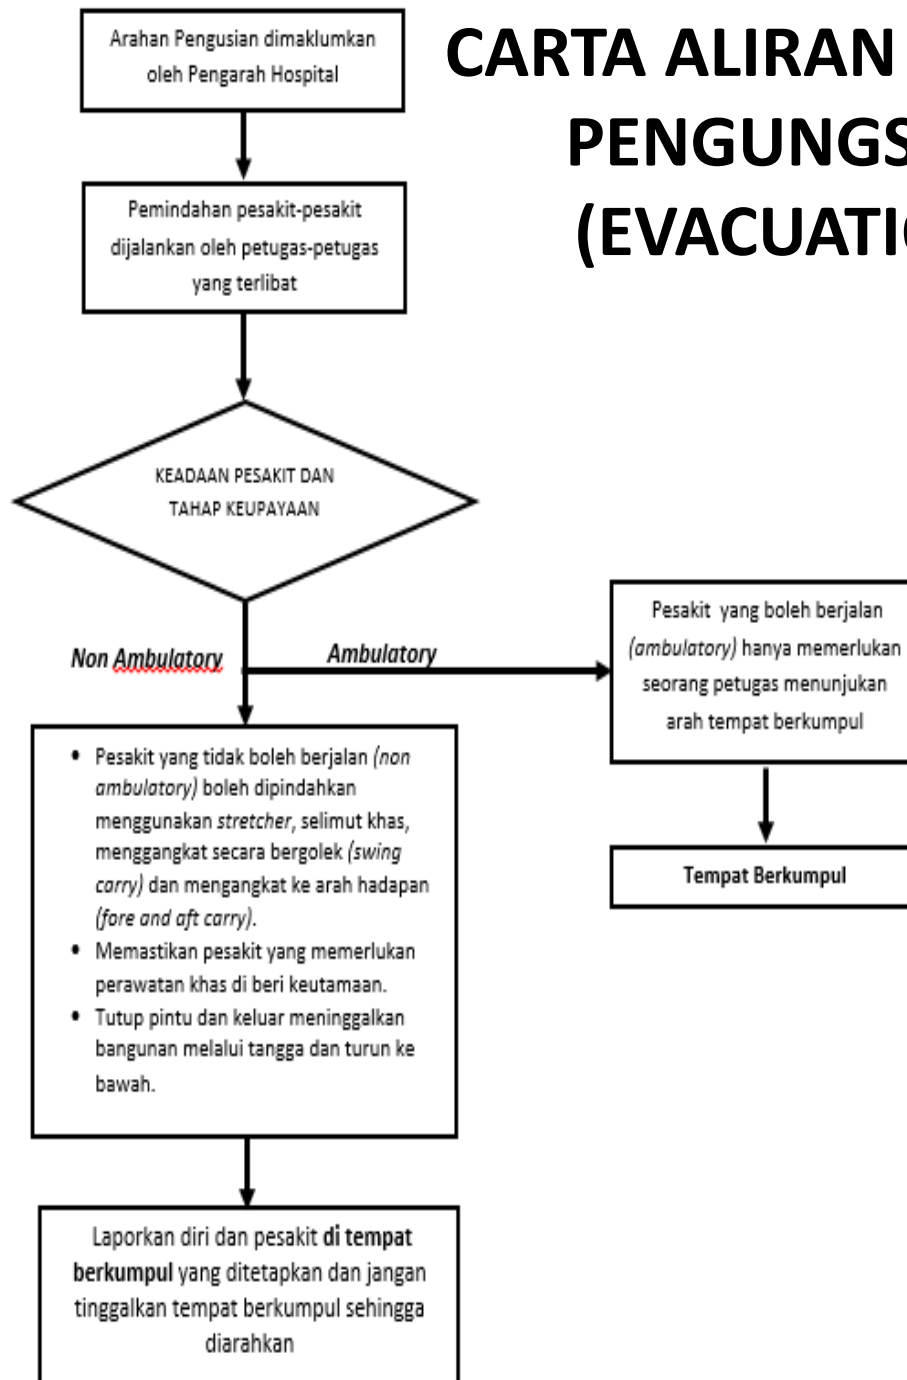 CARTA ALIRAN
PENGUNGS
(EVACUATI
Arahan Pengusian dimaklumkan
oleh Pengarah Hospital
Pemindahan pesakit-pesakit
dijalankan oleh petugas-petugas
yang terlibat
KEADAAN PESAKIT DAN
TAHAP KEUPAYAAN
Non Ambulatory
Ambulatory
Pesakit yang boleh berjalan
(ambulatory) hanya memerlukan
seorang petugas menunjukan
arah tempat berkumpul
Tempat Berkumpul
• Pesakit yang tidak boleh berjalan (non
ambulatory) boleh dipindahkan
menggunakan stretcher, selimut khas,
menggangkat secara bergolek (swing
carry) dan mengangkat ke arah hadapan
(fore and aft carry).
• Memastikan pesakit yang memerlukan
perawatan khas di beri keutamaan.
• Tutup pintu dan keluar meninggalkan
bangunan melalui tangga dan turun ke
bawah.
Laporkan diri dan pesakit di tempat
berkumpul yang ditetapkan dan jangan
tinggalkan tempat berkumpul sehingga
diarahkan